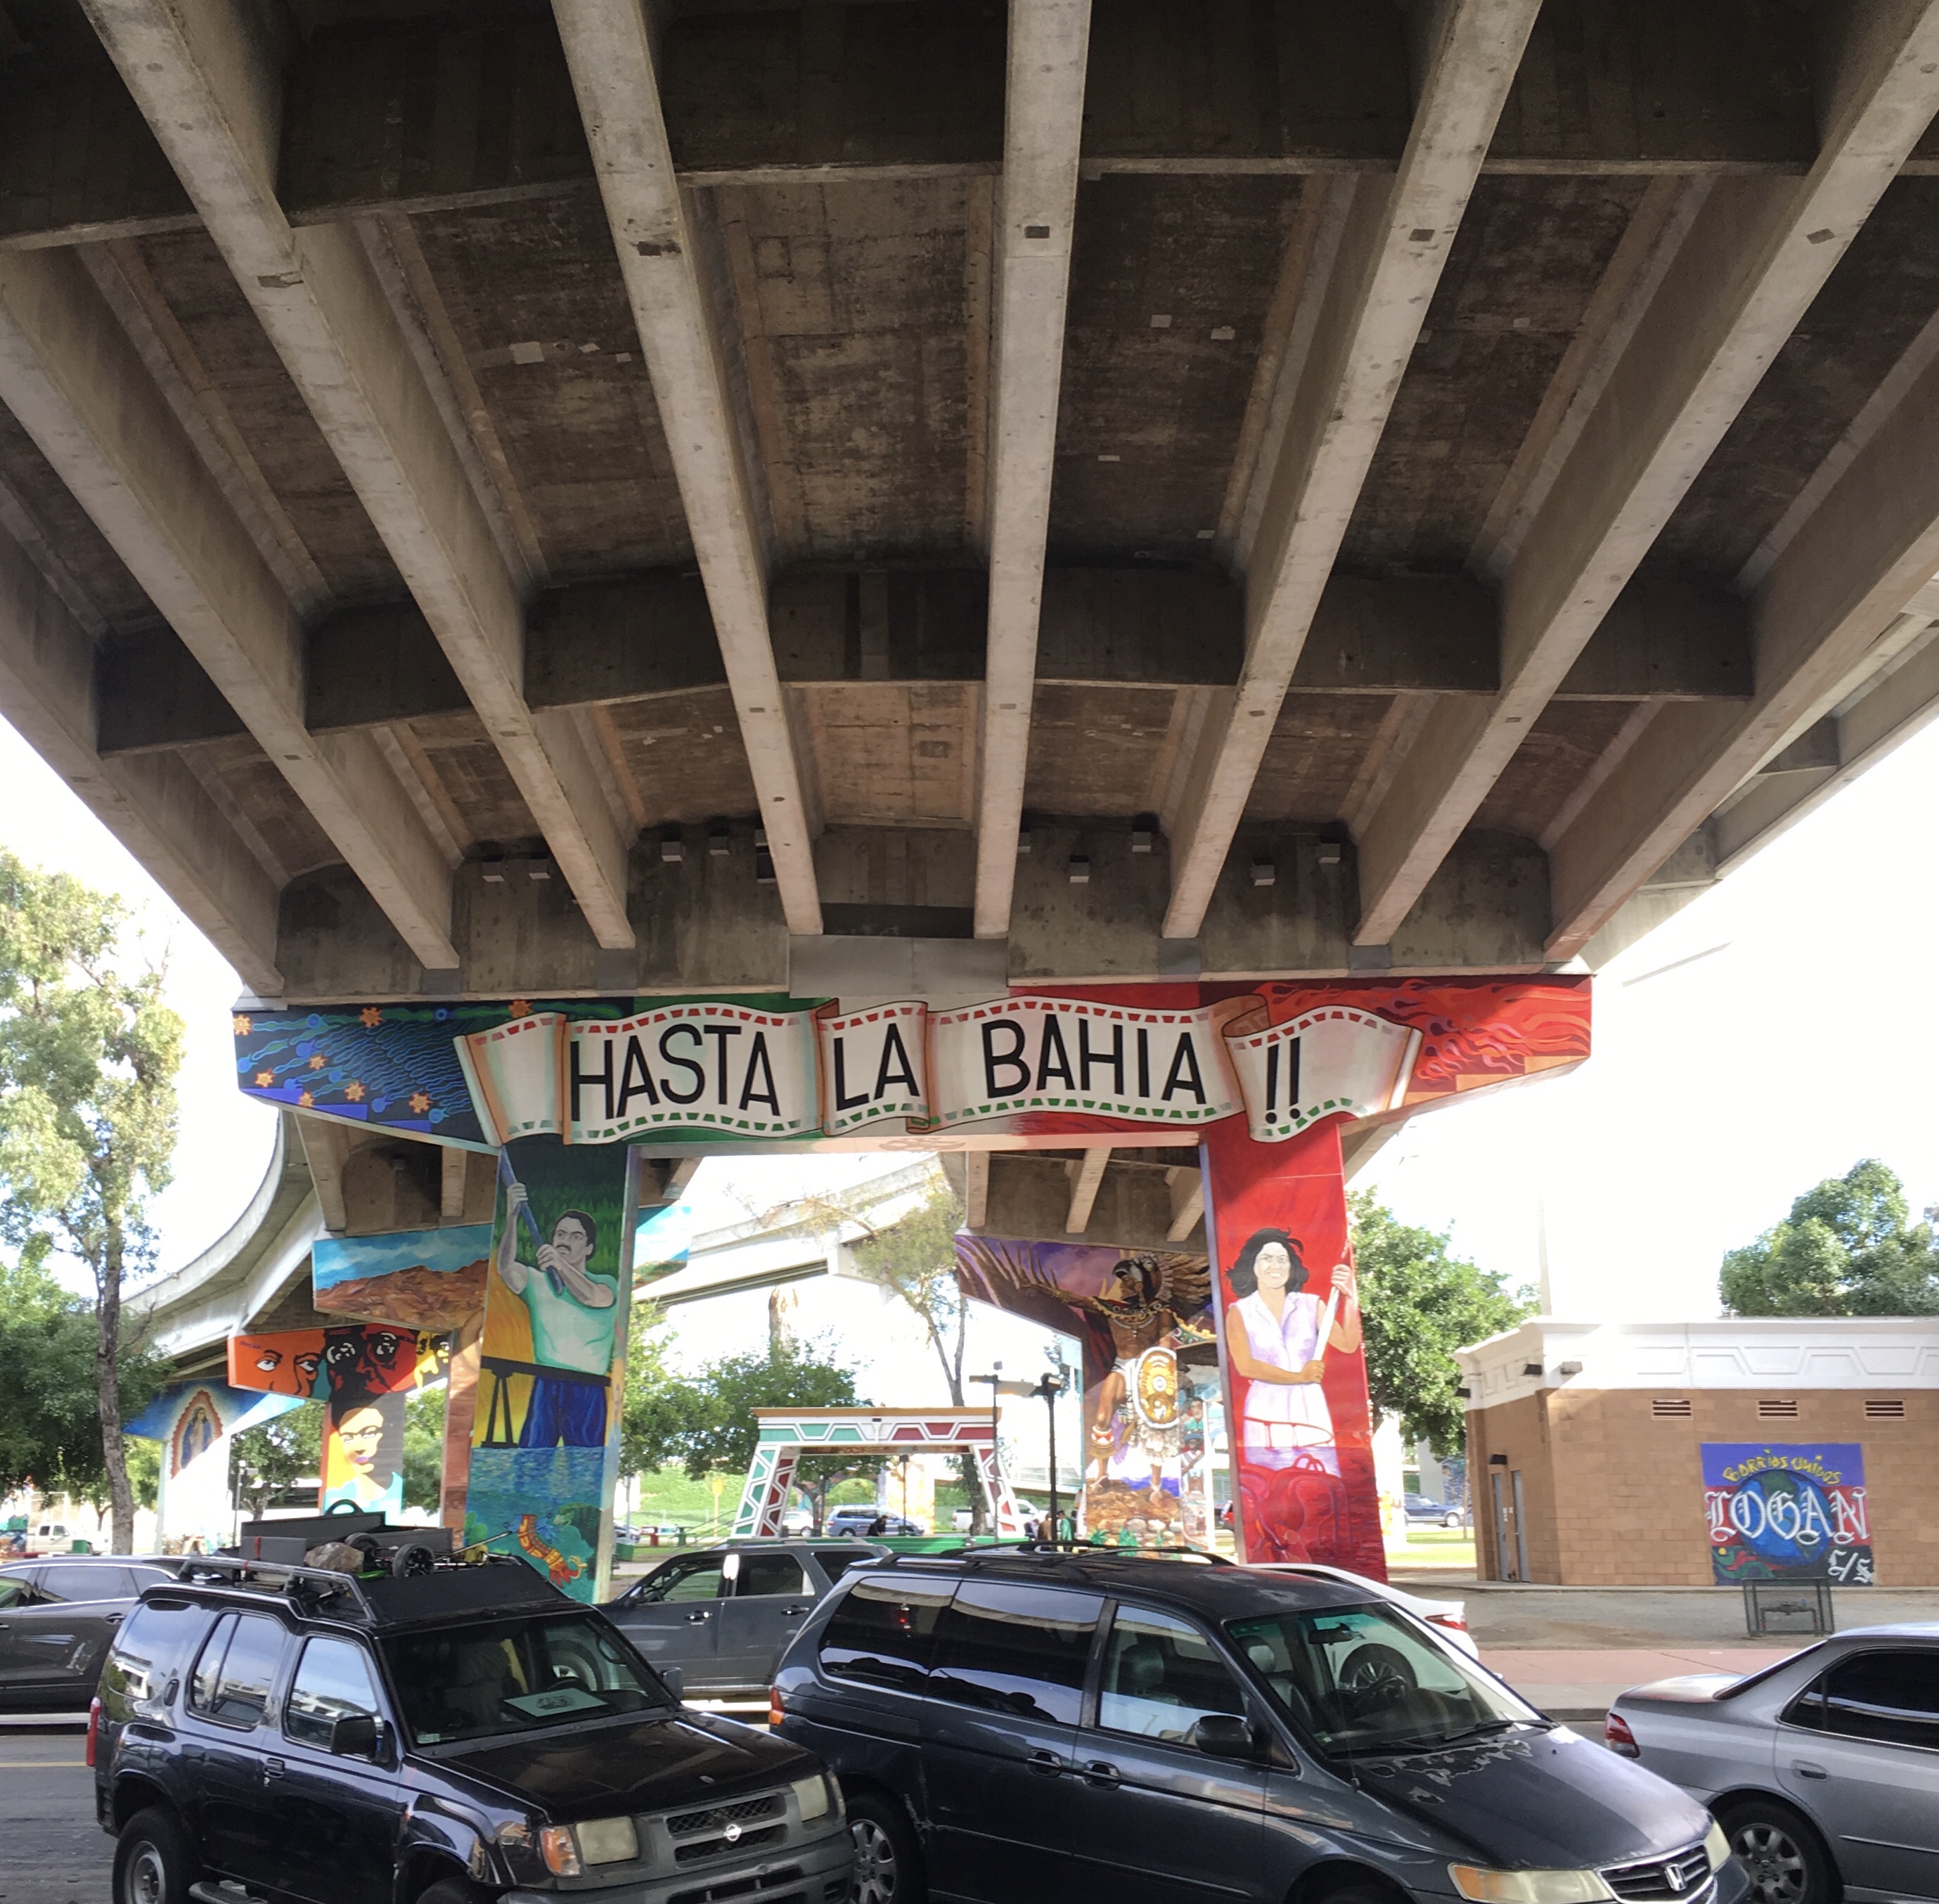 HASTA LA BAHIA !!
BARRIOS UNIDOS
LOGAN
C/S